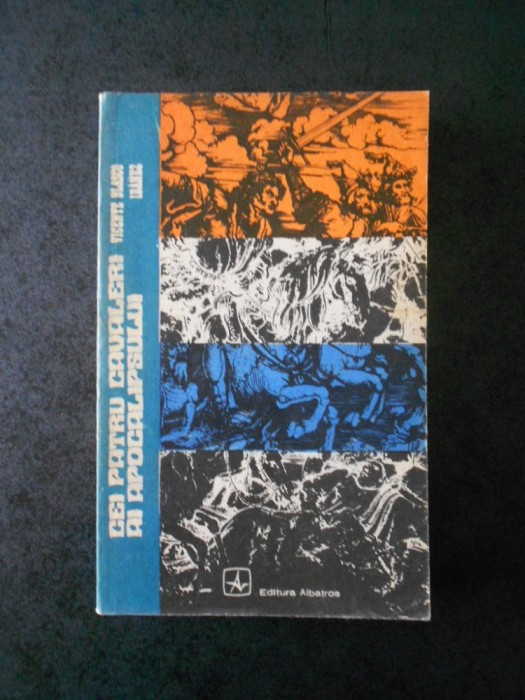 CEI PATRU CAVALERI
AI APOCALIPSULUI
VICENTE BLASCO
IBÁÑEZ
Editura Albatros